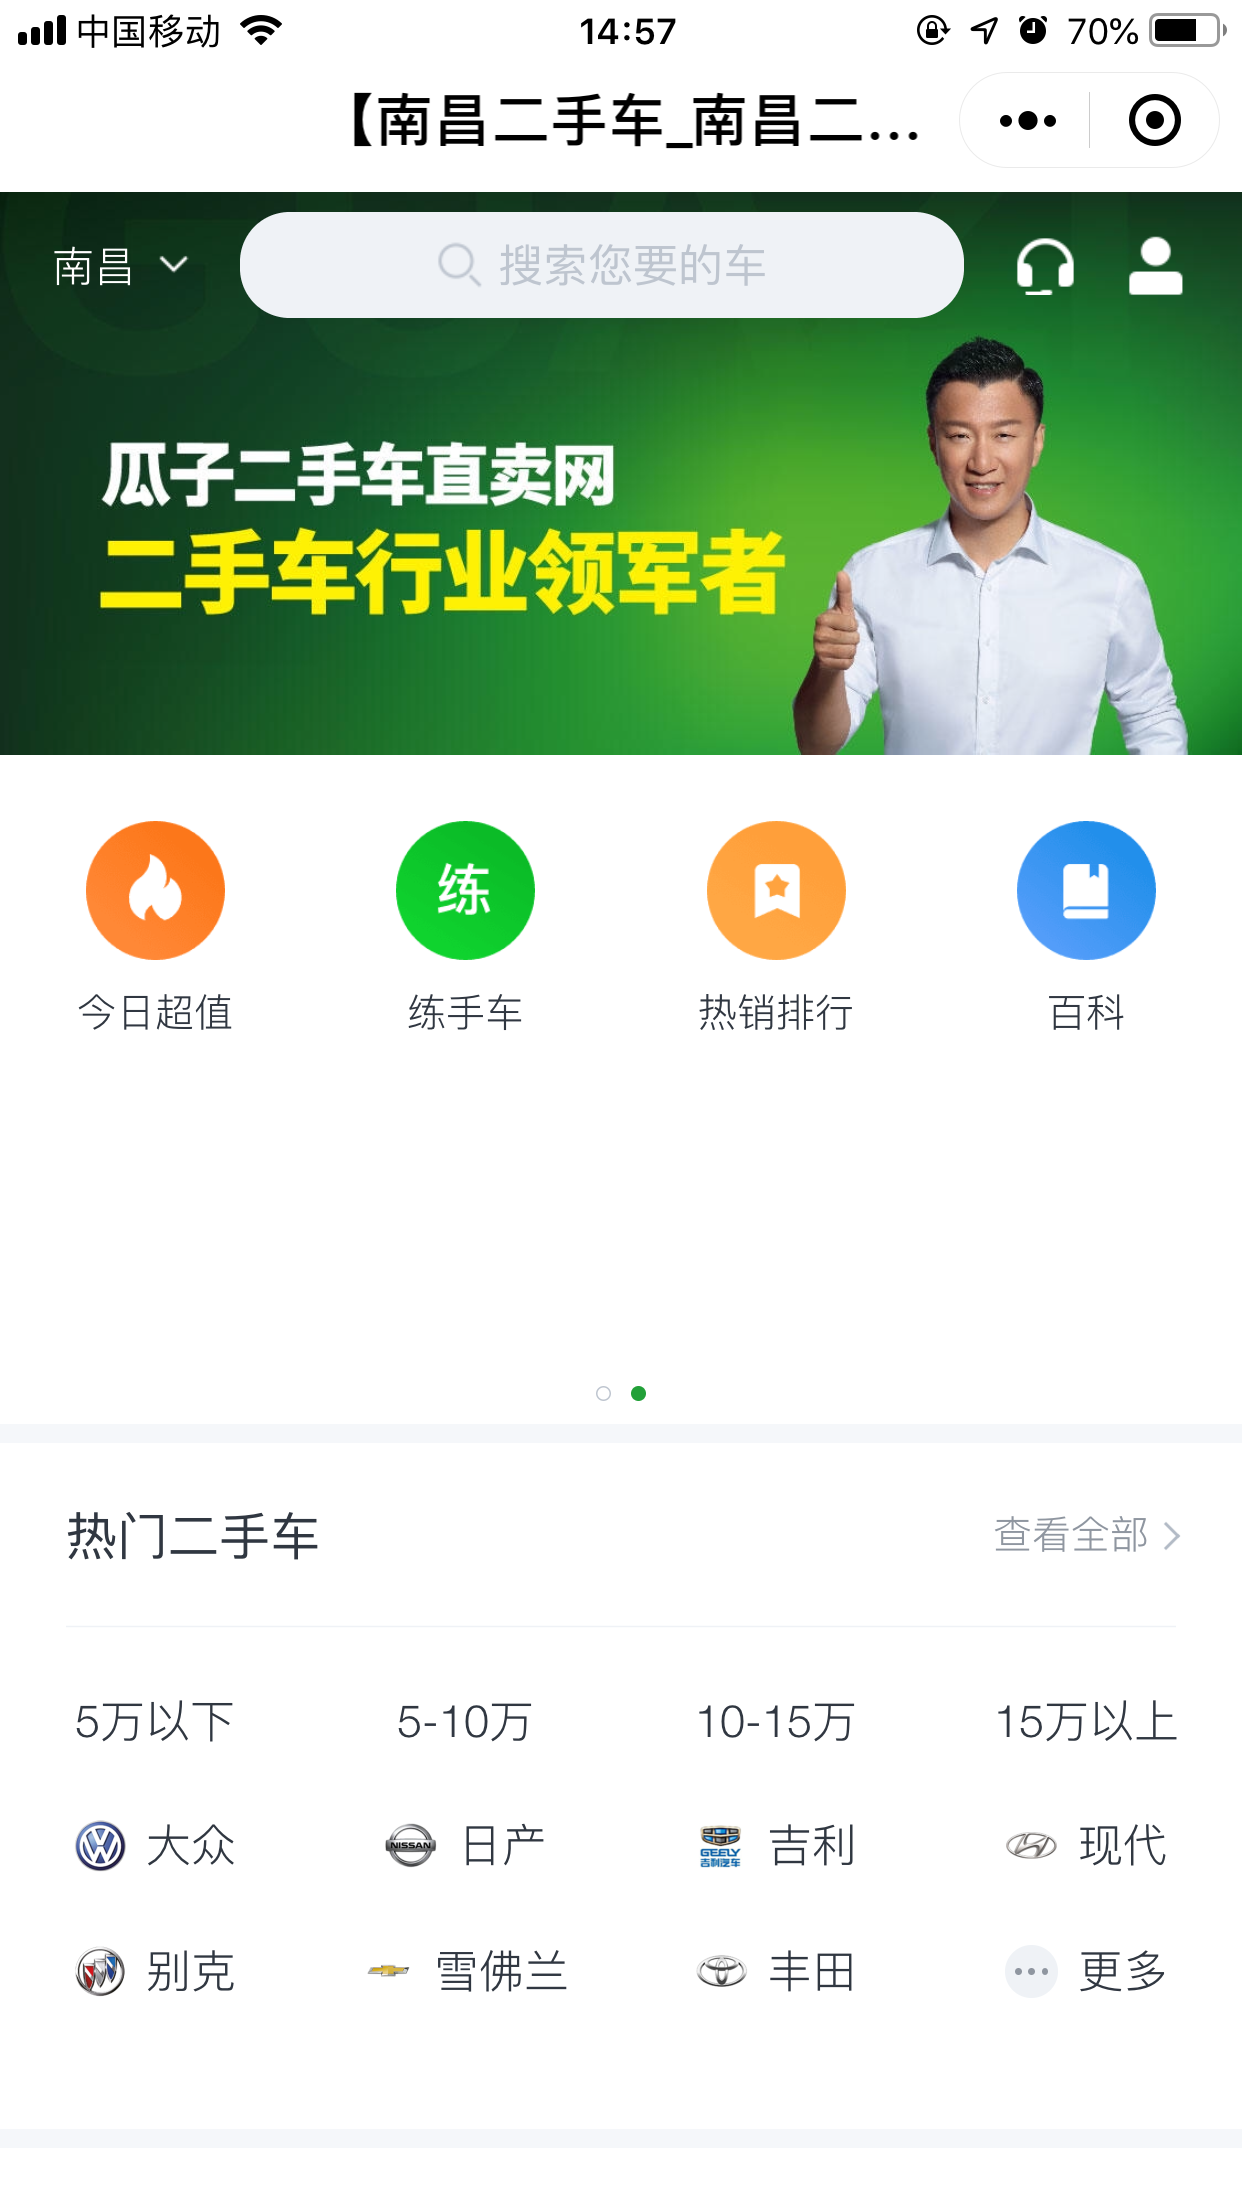 中国移动 14:57 70%
【南昌二手车_南昌二...
南昌 搜索您要的车
瓜子二手车直卖网
二手车行业领军者
练
今日超值 练手车 热销排行 百科
热门二手车 查看全部
5万以下 5-10万 10-15万 15万以上
大众 NISSAN 日产 GEELY 吉利汽车 吉利 现代
别克 雪佛兰 丰田 更多